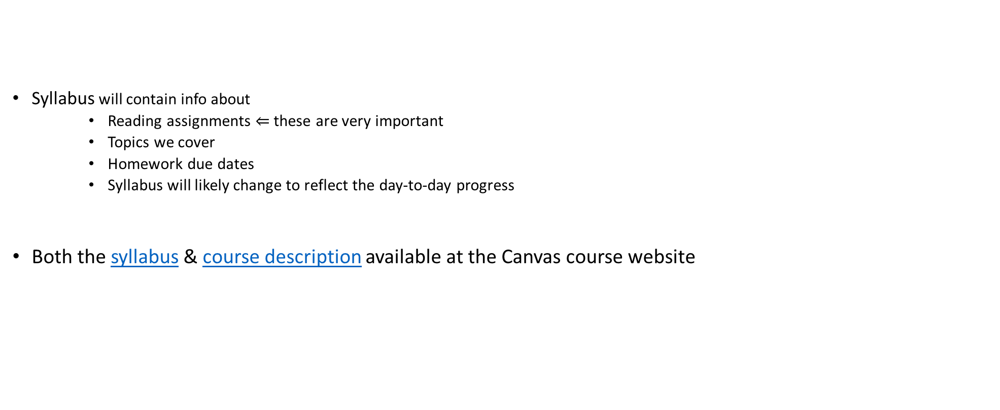 • Syllabus will contain info about
• Reading assignments ⇐ these are very important
• Topics we cover
• Homework due dates
• Syllabus will likely change to reflect the day-to-day progress
• Both the syllabus & course description available at the Canvas course website